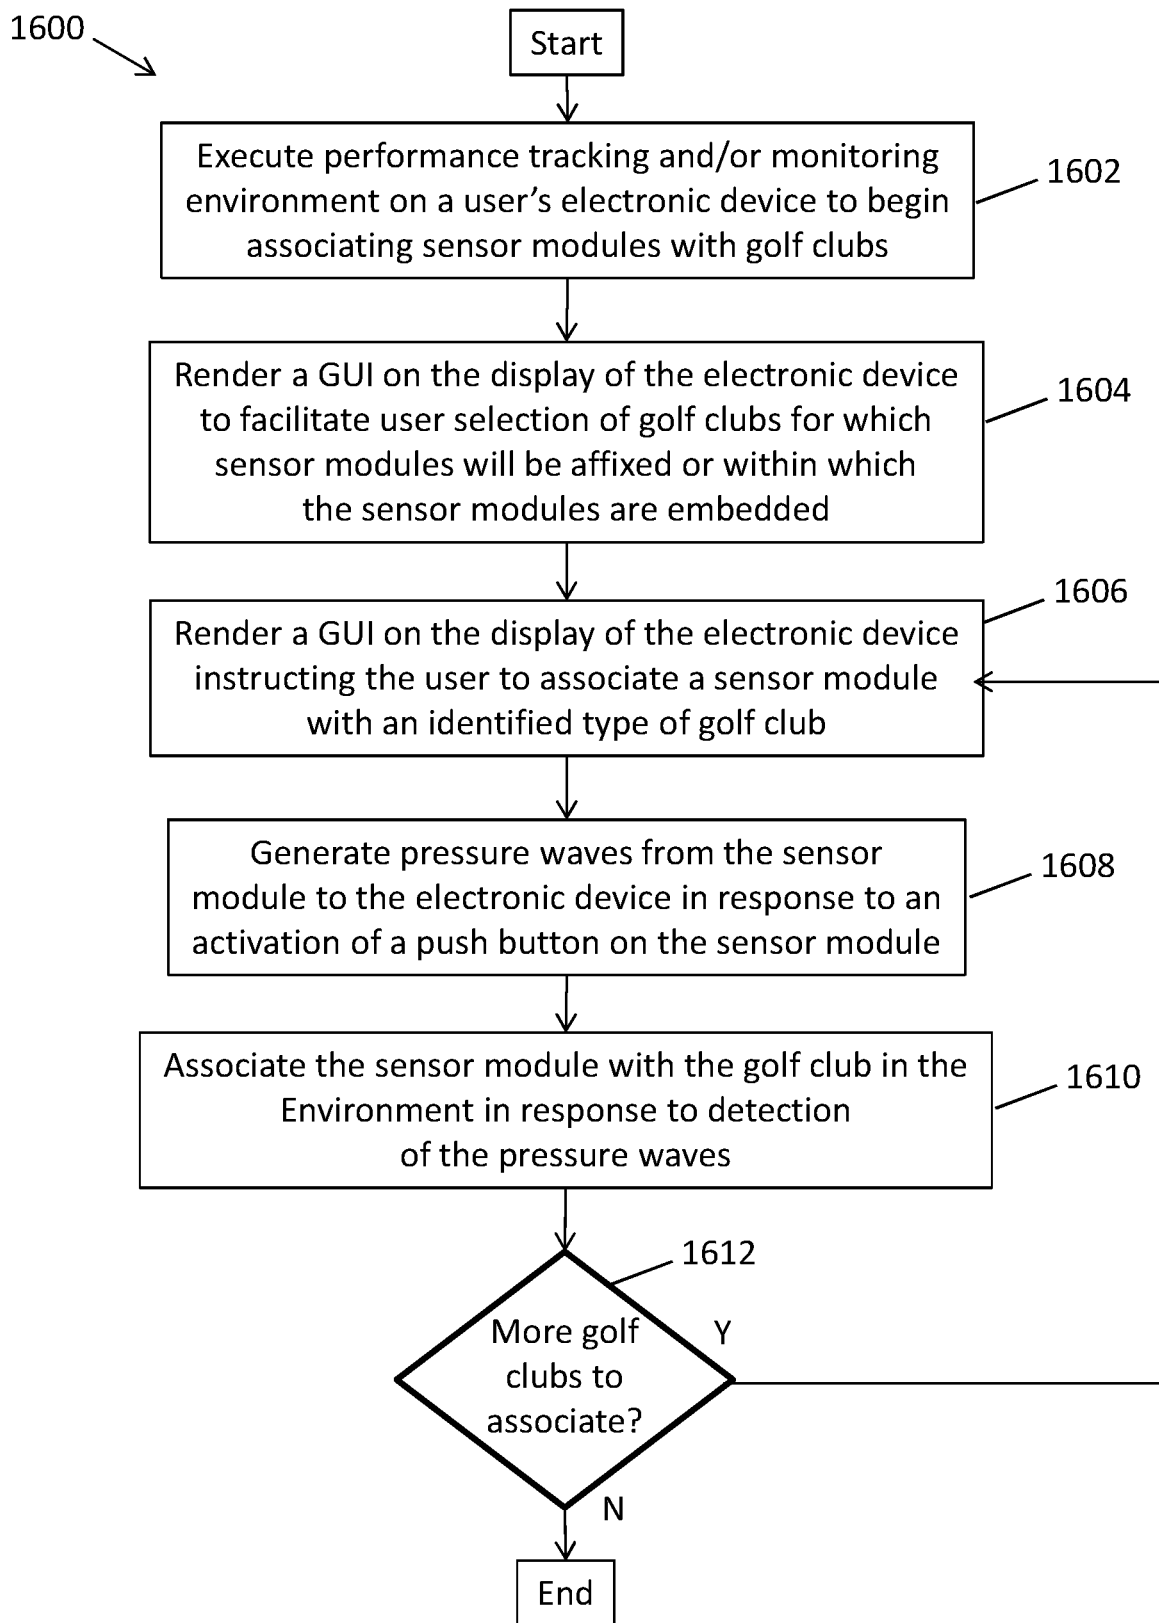 1600
Start
Execute performance tracking and/or monitoring
environment on a user’s electronic device to begin
associating sensor modules with golf clubs
1602
Render a GUI on the display of the electronic device
to facilitate user selection of golf clubs for which
sensor modules will be affixed or within which
the sensor modules are embedded
1604
Render a GUI on the display of the electronic device
instructing the user to associate a sensor module
with an identified type of golf club
1606
Generate pressure waves from the sensor
module to the electronic device in response to an
activation of a push button on the sensor module
1608
Associate the sensor module with the golf club in the
Environment in response to detection
of the pressure waves
1610
1612
More golf
clubs to
associate?
Y
N
End